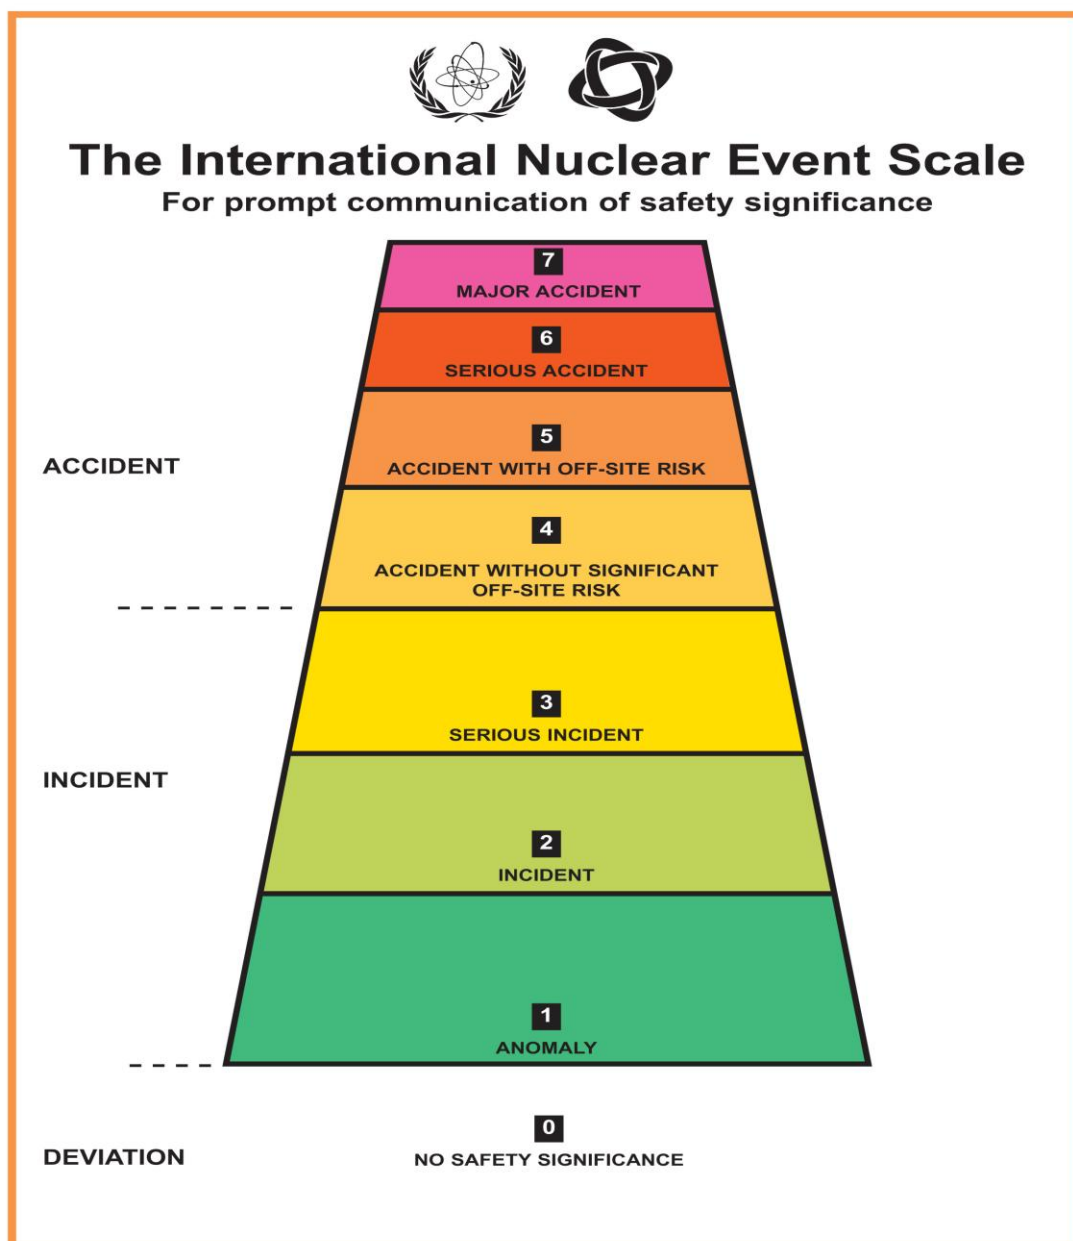 The International Nuclear Event Scale
For prompt communication of safety significance
7
MAJOR ACCIDENT
6
SERIOUS ACCIDENT
5
ACCIDENT WITH OFF-SITE RISK
ACCIDENT
4
ACCIDENT WITHOUT SIGNIFICANT
OFF-SITE RISK
3
SERIOUS INCIDENT
INCIDENT
2
INCIDENT
1
ANOMALY
0
NO SAFETY SIGNIFICANCE
DEVIATION